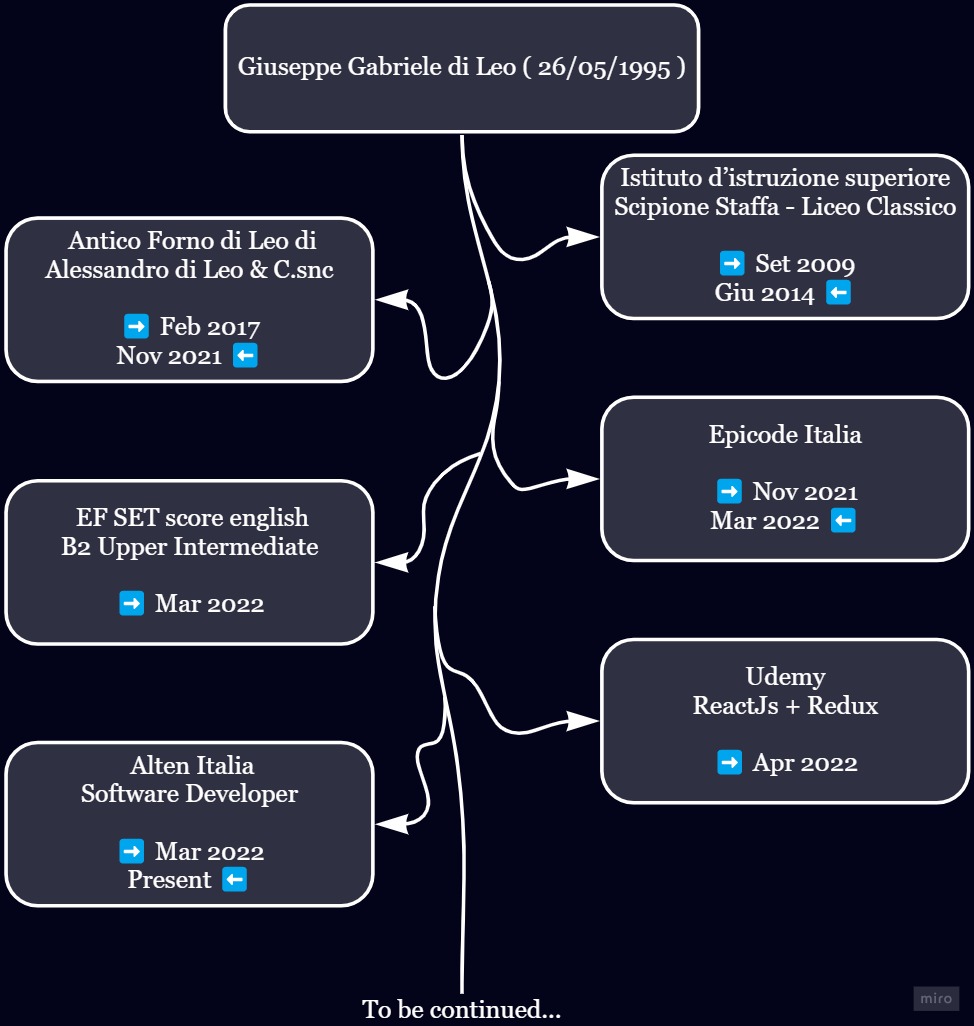 Giuseppe Gabriele di Leo ( 26/05/1995 )
Istituto d’istruzione superiore
Scipione Staffa - Liceo Classico
➡ Set 2009
Giu 2014 ⬅
Antico Forno di Leo di
Alessandro di Leo & C.snc
➡ Feb 2017
Nov 2021 ⬅
Epicode Italia
➡ Nov 2021
Mar 2022 ⬅
EF SET score english
B2 Upper Intermediate
➡ Mar 2022
Udemy
ReactJs + Redux
➡ Apr 2022
Alten Italia
Software Developer
➡ Mar 2022
Present ⬅
To be continued...
miro